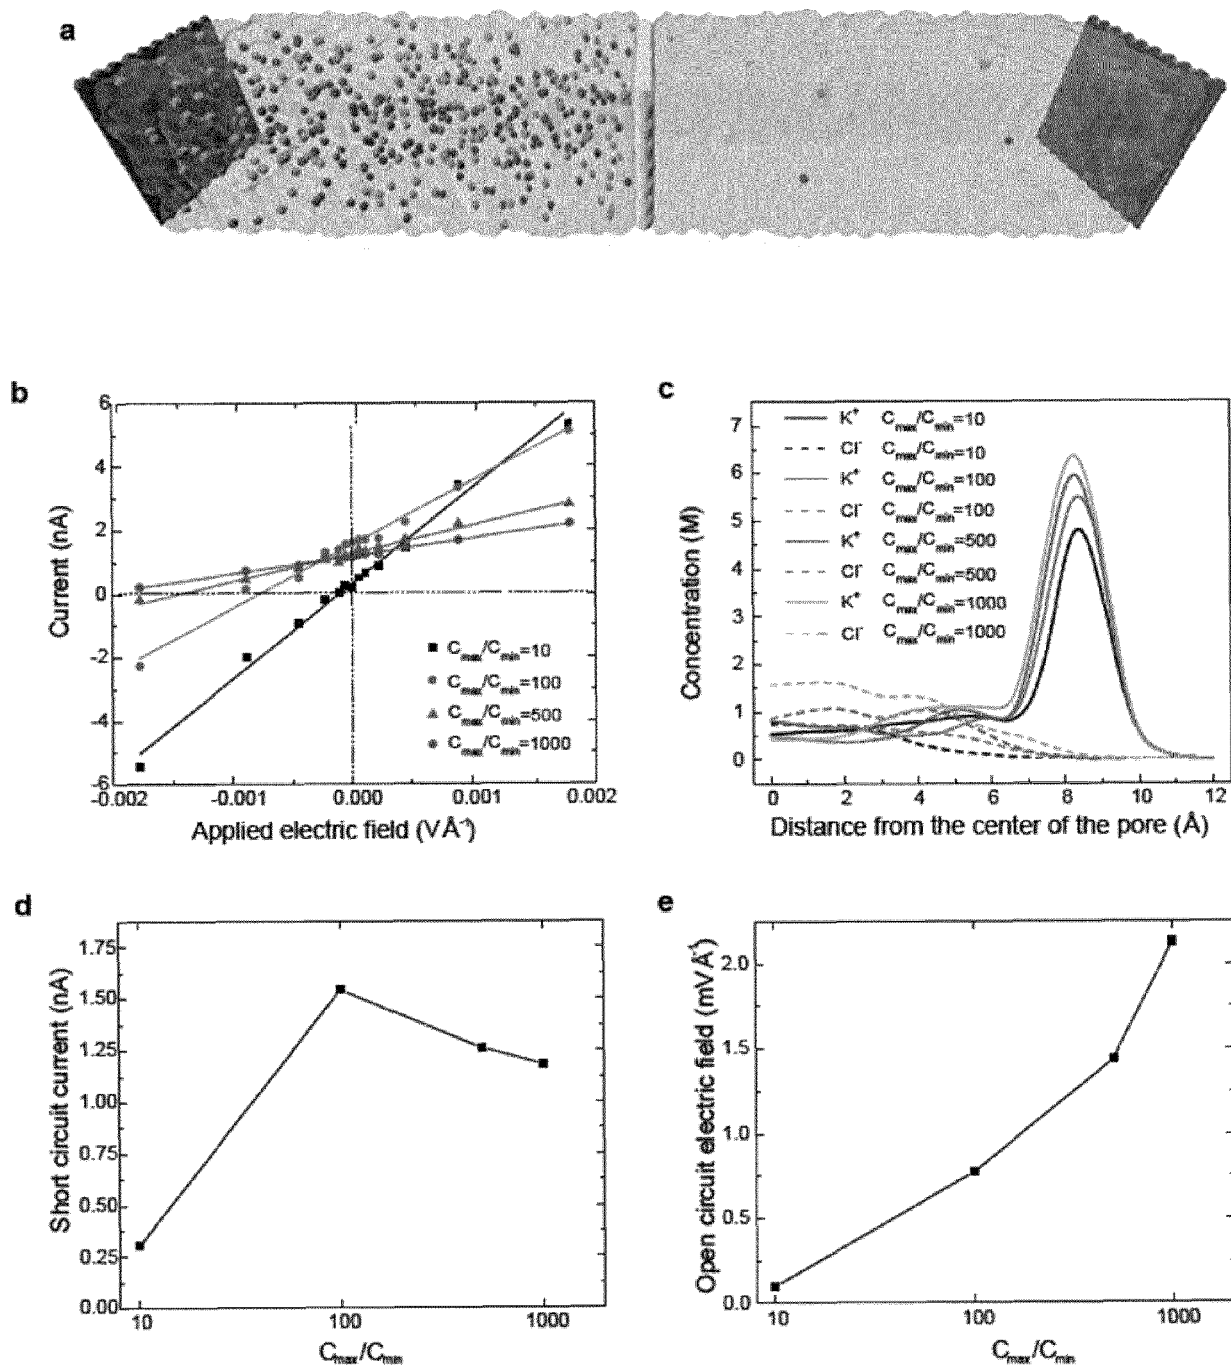 a
b
6
4
2
0
-2
-4
-6
Current (nA)
C_max/C_min=10
C_max/C_min=100
C_max/C_min=500
C_max/C_min=1000
-0.002 -0.001 0.000 0.001 0.002
Applied electric field (VÅ⁻¹)
c
7
6
5
4
3
2
1
0
Concentration (M)
K⁺ C_max/C_min=10
Cl⁻ C_max/C_min=10
K⁺ C_max/C_min=100
Cl⁻ C_max/C_min=100
K⁺ C_max/C_min=500
Cl⁻ C_max/C_min=500
K⁺ C_max/C_min=1000
Cl⁻ C_max/C_min=1000
0 2 4 6 8 10 12
Distance from the center of the pore (Å)
d
1.75
1.50
1.25
1.00
0.75
0.50
0.25
0.00
Short circuit current (nA)
10 100 1000
C_max/C_min
e
2.0
1.5
1.0
0.5
0.0
Open circuit electric field (mVÅ⁻¹)
10 100 1000
C_max/C_min